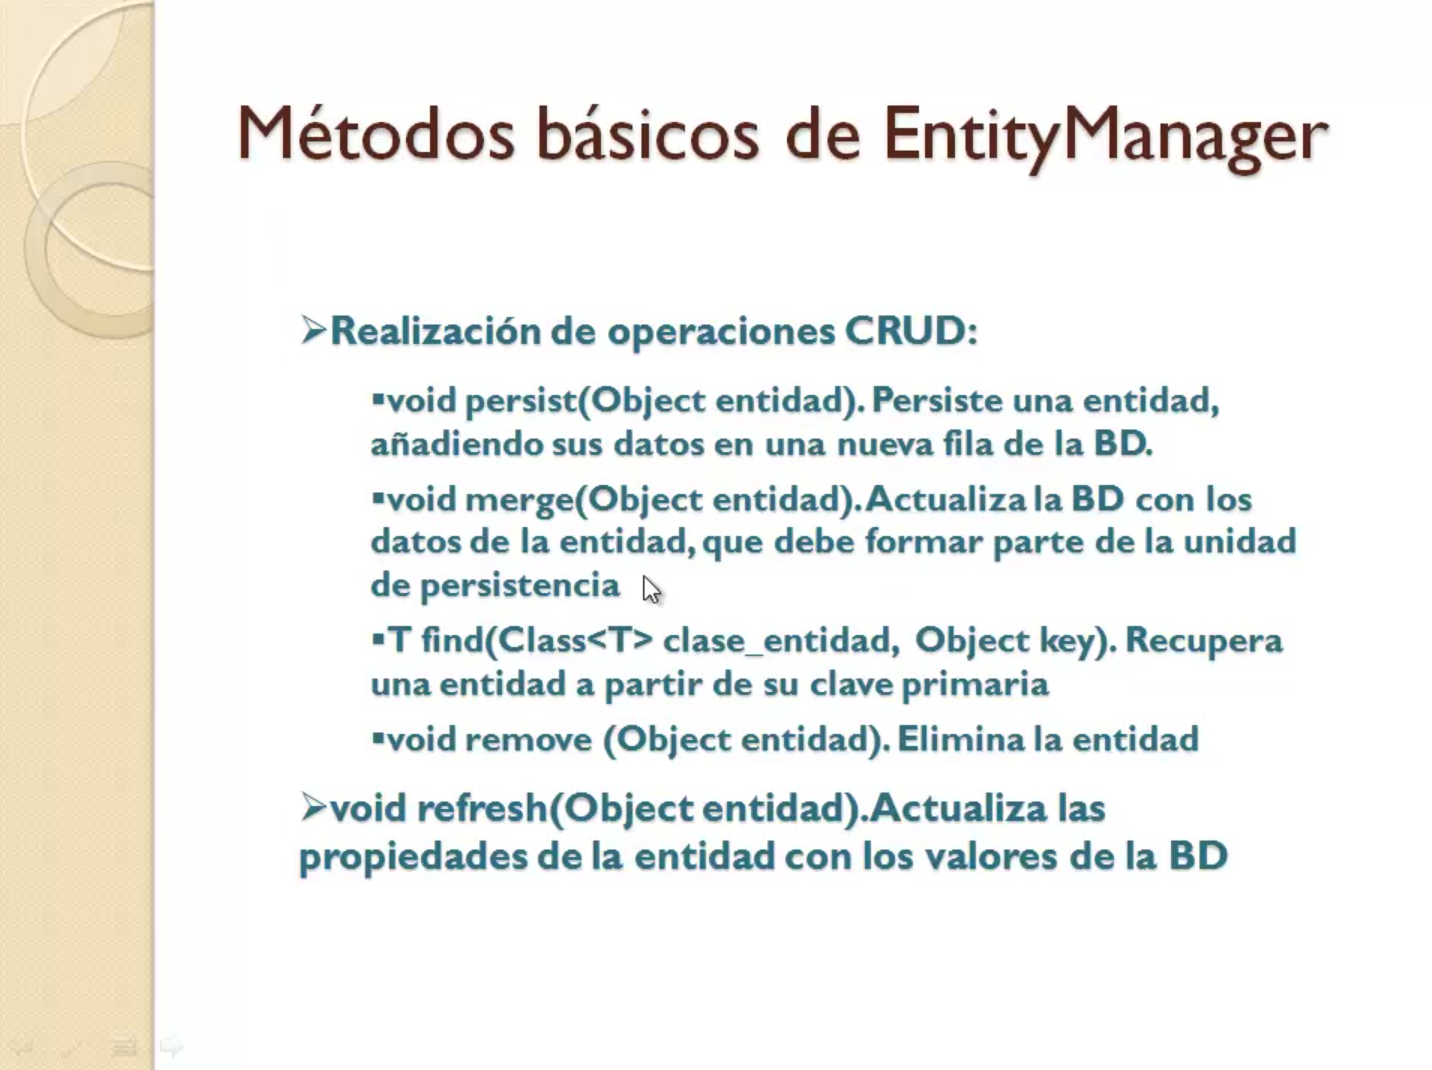 Métodos básicos de EntityManager
➢Realización de operaciones CRUD:
▪void persist(Object entidad). Persiste una entidad,
añadiendo sus datos en una nueva fila de la BD.
▪void merge(Object entidad). Actualiza la BD con los
datos de la entidad, que debe formar parte de la unidad
de persistencia
▪T find(Class<T> clase_entidad, Object key). Recupera
una entidad a partir de su clave primaria
▪void remove (Object entidad). Elimina la entidad
➢void refresh(Object entidad).Actualiza las
propiedades de la entidad con los valores de la BD